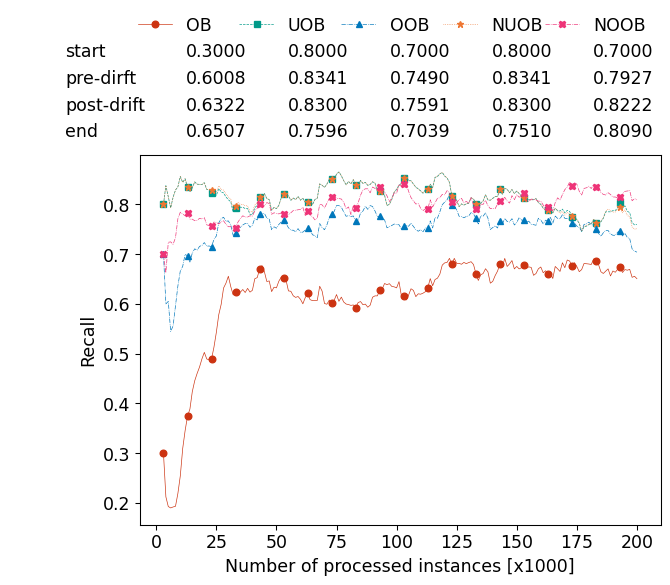 OB UOB OOB NUOB NOOB
start 0.3000 0.8000 0.7000 0.8000 0.7000
pre-dirft 0.6008 0.8341 0.7490 0.8341 0.7927
post-drift 0.6322 0.8300 0.7591 0.8300 0.8222
end 0.6507 0.7596 0.7039 0.7510 0.8090
0.8
0.7
0.6
0.5
0.4
0.3
0.2
Recall
0 25 50 75 100 125 150 175 200
Number of processed instances [x1000]